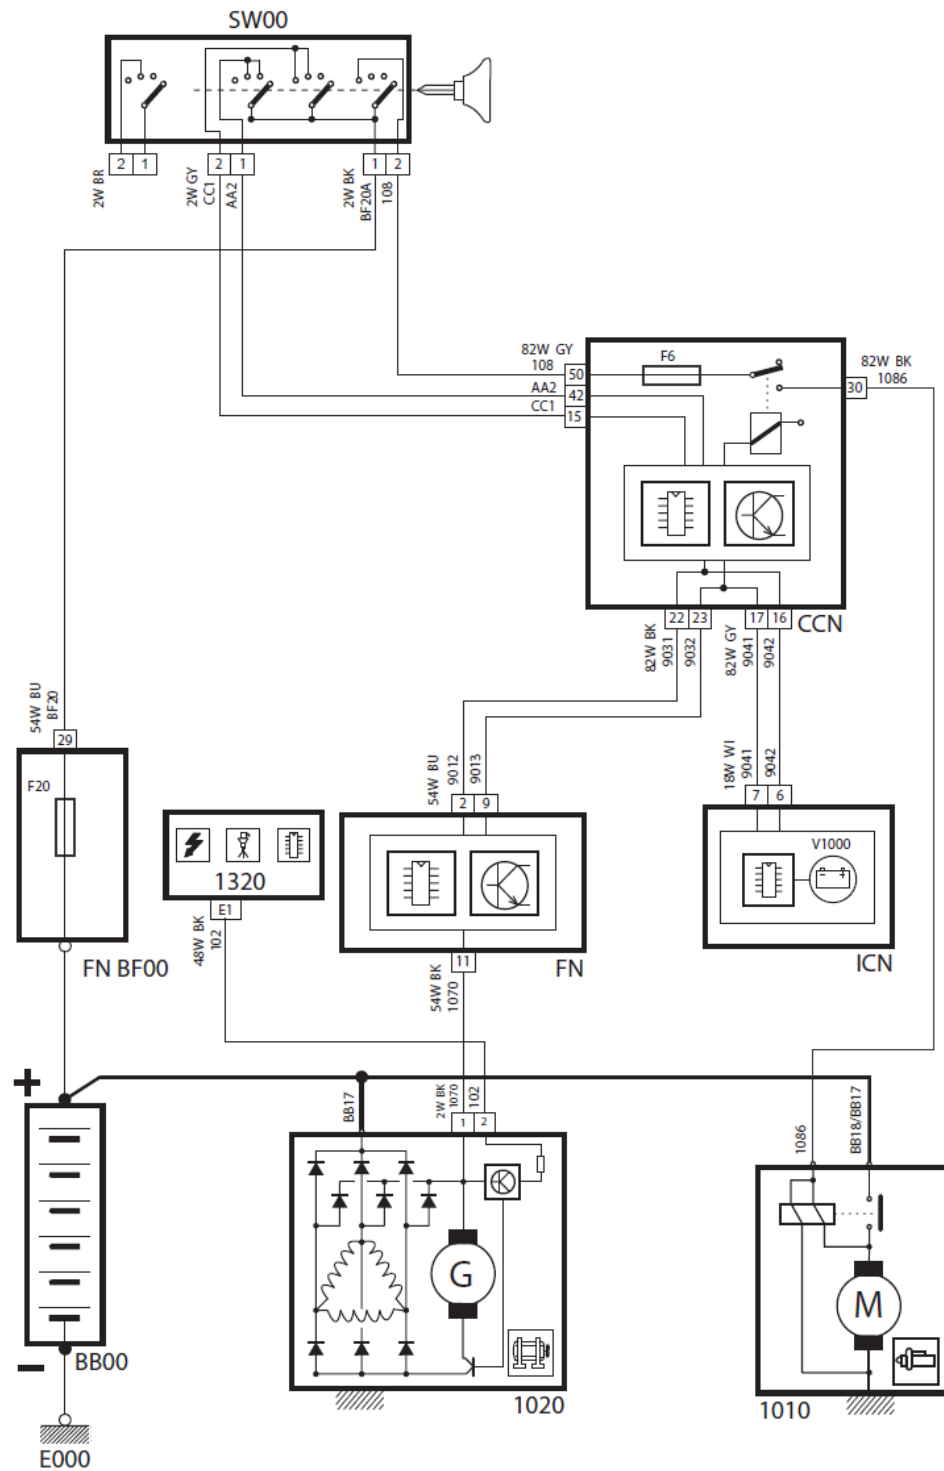 SW00
2 1
2 1
1 2
2W BR
2W GY
CC1
AA2
2W BK
BF20A
108
82W GY
108
50
AA2
42
CC1
15
F6
82W BK
1086
30
22 23
17 16
CCN
82W BK
9031
9032
82W GY
9041
9042
54W BU
BF20
29
F20
FN BF00
1320
E1
48W BK
102
54W BU
9012
9013
2 9
FN
11
54W BK
1070
18W WI
9041
9042
7 6
V1000
ICN
+
BB17
2W BK
1070
102
1 2
1086
BB18/BB17
G
M
–
BB00
1020
1010
E000